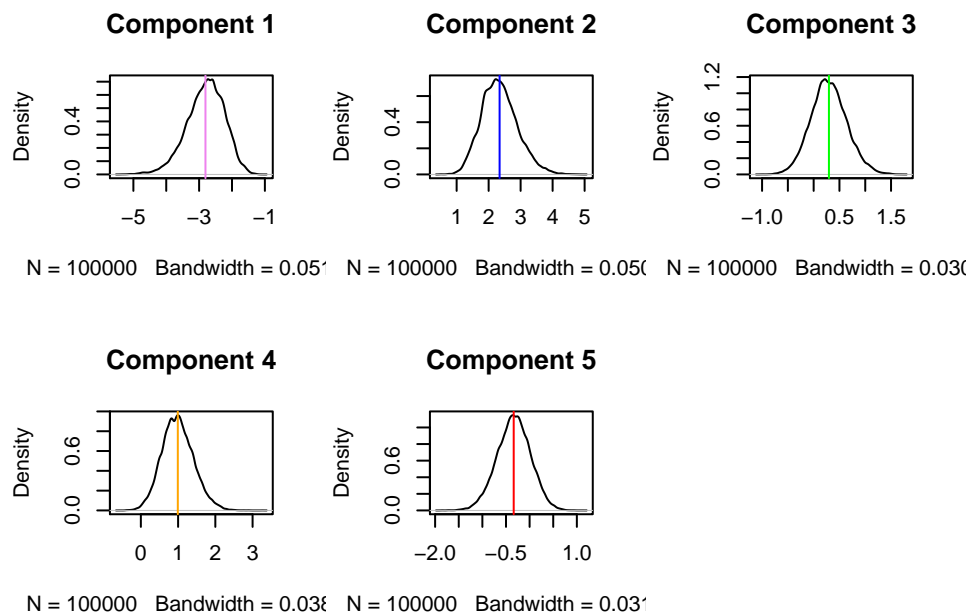 Component 1
Density
0.0 0.4
−5 −3 −1
N = 100000 Bandwidth = 0.051
Component 2
Density
0.0 0.4
1 2 3 4 5
N = 100000 Bandwidth = 0.050
Component 3
Density
0.0 0.6 1.2
−1.0 0.5 1.5
N = 100000 Bandwidth = 0.030
Component 4
Density
0.0 0.6
0 1 2 3
N = 100000 Bandwidth = 0.038
Component 5
Density
0.0 0.6
−2.0 −0.5 1.0
N = 100000 Bandwidth = 0.031